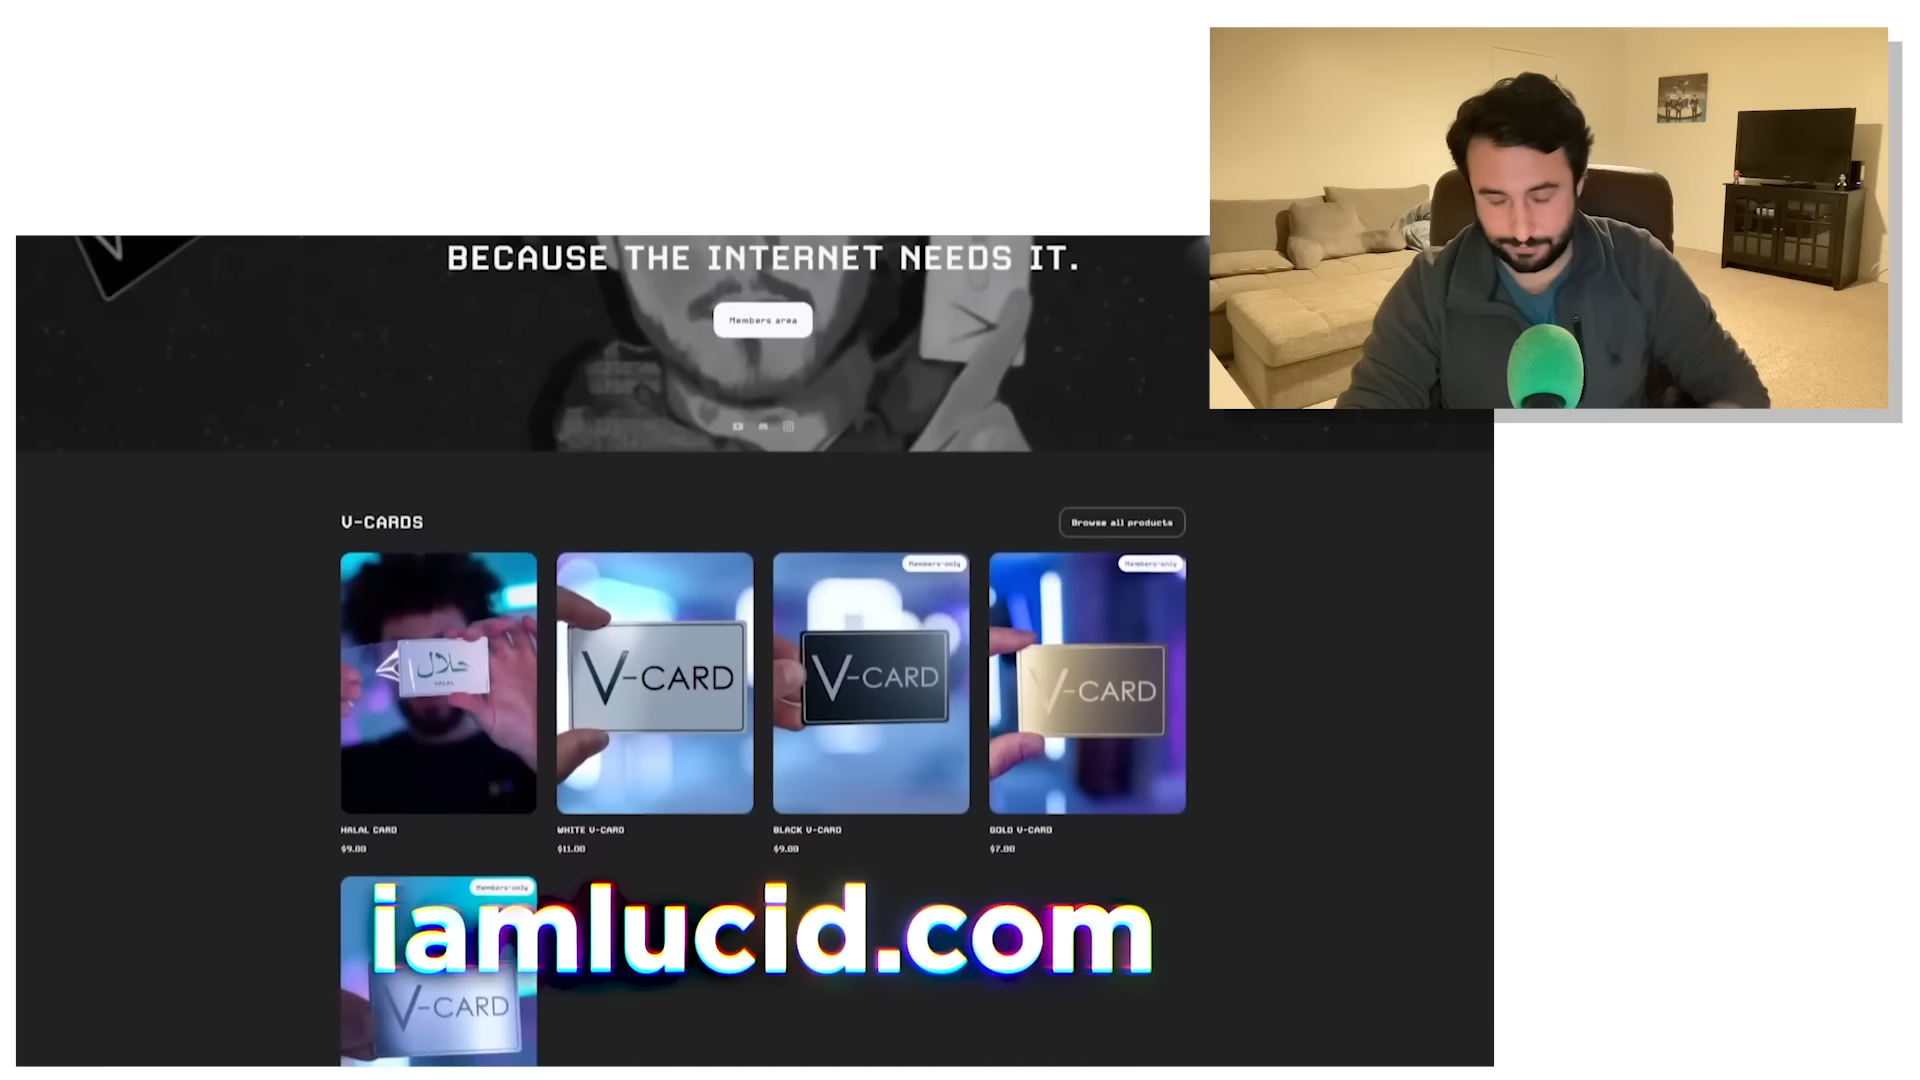 BECAUSE THE INTERNET NEEDS IT.
Members area
V-CARDS
Browse all products
حلال
HALAL
V-CARD
Members-only
V-CARD
Members-only
V-CARD
HALAL CARD
$9.00
WHITE V-CARD
$11.00
BLACK V-CARD
$9.00
GOLD V-CARD
$7.00
Members-only
iamlucid.com
V-CARD